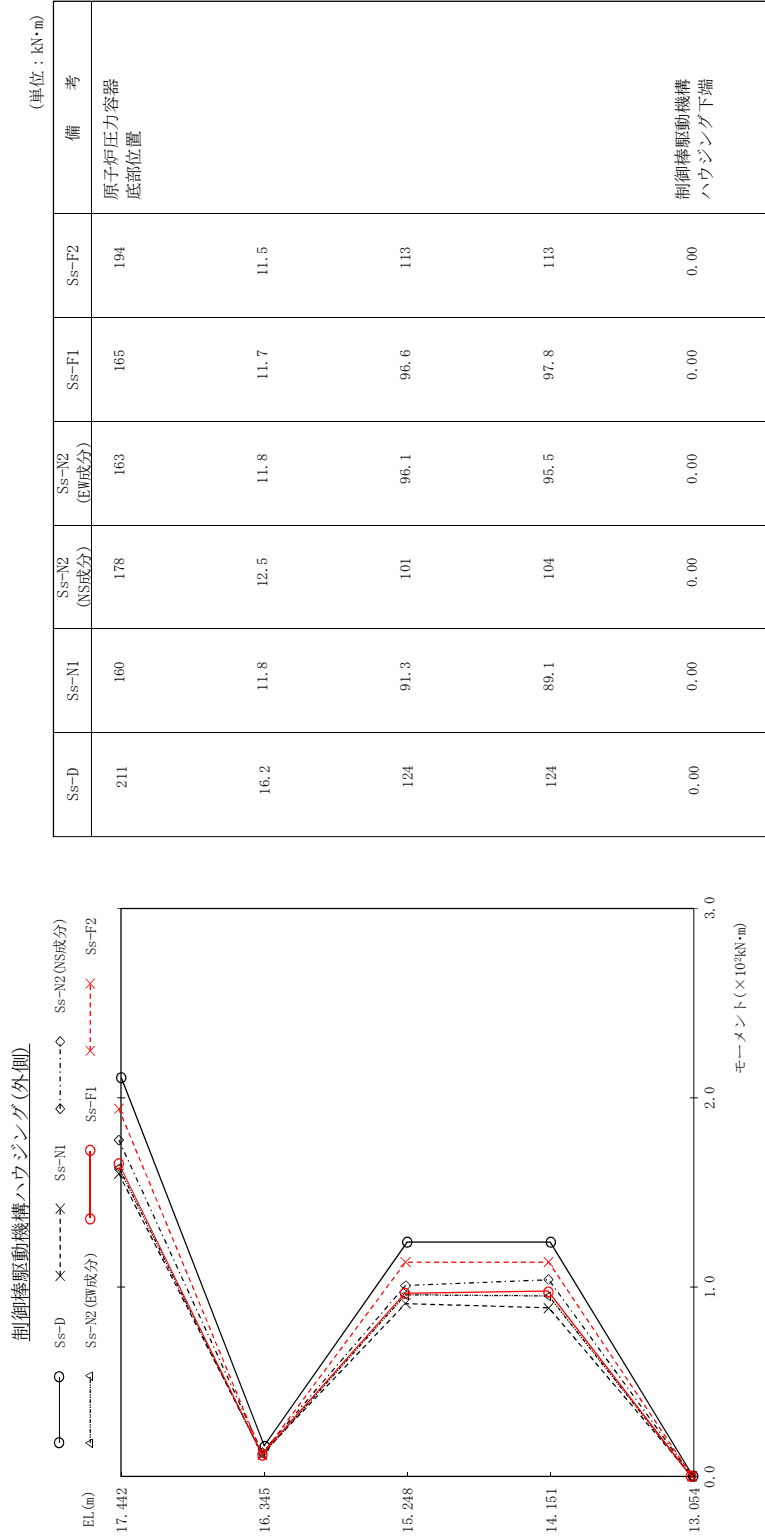 制御棒駆動機構ハウジング(外側)
Ss-D Ss-N1 Ss-N2(NS成分)
Ss-N2(EW成分) Ss-F1 Ss-F2
EL(m)
17.442
16.345
15.248
14.151
13.054
0.0 1.0 2.0 3.0
モーメント(×10²kN・m)
(単位：kN・m)
Ss-D Ss-N1 Ss-N2 (NS成分) Ss-N2 (EW成分) Ss-F1 Ss-F2 備 考
211 160 178 163 165 194 原子炉圧力容器
底部位置
16.2 11.8 12.5 11.8 11.7 11.5
124 91.3 101 96.1 96.6 113
124 89.1 104 95.5 97.8 113
0.00 0.00 0.00 0.00 0.00 0.00 制御棒駆動機構
ハウジング下端